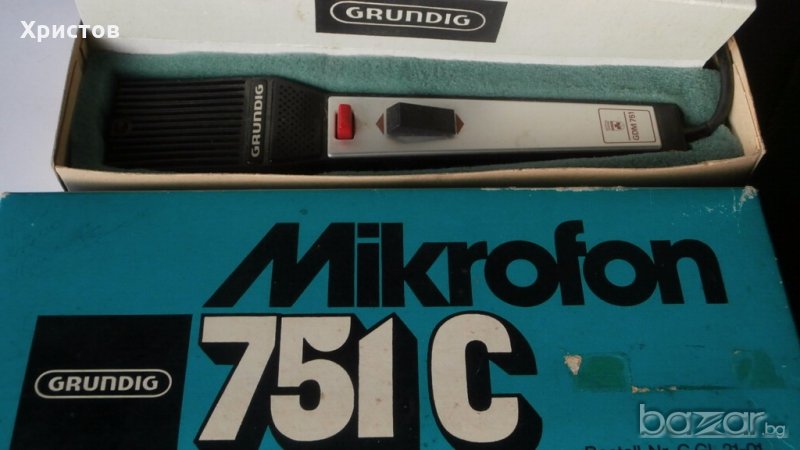 Христов
GRUNDIG
GRUNDIG
GDM 751
Mikrofon
751 C
GRUNDIG
bazar.bg